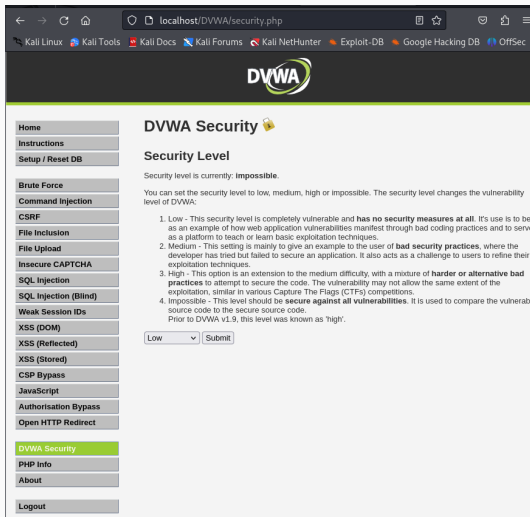 localhost/DVWA/security.php
Kali Linux Kali Tools Kali Docs Kali Forums Kali NetHunter Exploit-DB Google Hacking DB OffSec
DVWA
Home
Instructions
Setup / Reset DB
Brute Force
Command Injection
CSRF
File Inclusion
File Upload
Insecure CAPTCHA
SQL Injection
SQL Injection (Blind)
Weak Session IDs
XSS (DOM)
XSS (Reflected)
XSS (Stored)
CSP Bypass
JavaScript
Authorisation Bypass
Open HTTP Redirect
DVWA Security
PHP Info
About
Logout
DVWA Security
Security Level
Security level is currently: impossible.
You can set the security level to low, medium, high or impossible. The security level changes the vulnerability
level of DVWA:
1. Low - This security level is completely vulnerable and has no security measures at all. It's use is to be
as an example of how web application vulnerabilities manifest through bad coding practices and to serve
as a platform to teach or learn basic exploitation techniques.
2. Medium - This setting is mainly to give an example to the user of bad security practices, where the
developer has tried but failed to secure an application. It also acts as a challenge to users to refine their
exploitation techniques.
3. High - This option is an extension to the medium difficulty, with a mixture of harder or alternative bad
practices to attempt to secure the code. The vulnerability may not allow the same extent of the
exploitation, similar in various Capture The Flags (CTFs) competitions.
4. Impossible - This level should be secure against all vulnerabilities. It is used to compare the vulnerab
source code to the secure source code.
Prior to DVWA v1.9, this level was known as 'high'.
Low Submit